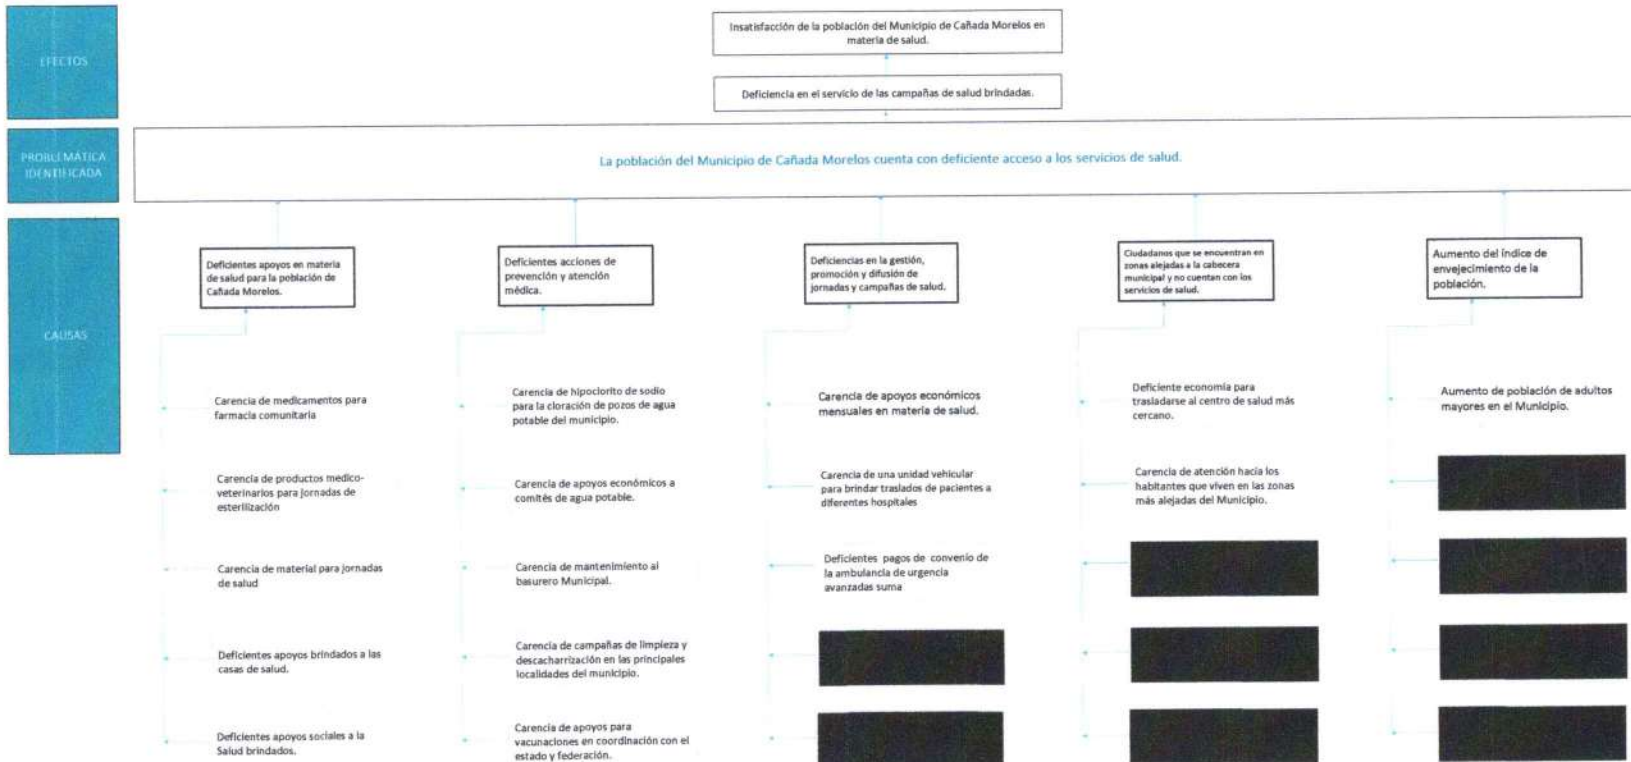 EFECTOS
Insatisfacción de la población del Municipio de Cañada Morelos en
materia de salud.
Deficiencia en el servicio de las campañas de salud brindadas.
PROBLEMÁTICA
IDENTIFICADA
La población del Municipio de Cañada Morelos cuenta con deficiente acceso a los servicios de salud.
CAUSAS
Deficientes apoyos en materia
de salud para la población de
Cañada Morelos.
Carencia de medicamentos para
farmacia comunitaria
Carencia de productos medico-
veterinarios para jornadas de
esterilización
Carencia de material para jornadas
de salud
Deficientes apoyos brindados a las
casas de salud.
Deficientes apoyos sociales a la
Salud brindados.
Deficientes acciones de
prevención y atención
médica.
Carencia de hipoclorito de sodio
para la cloración de pozos de agua
potable del municipio.
Carencia de apoyos económicos a
comités de agua potable.
Carencia de mantenimiento al
basurero Municipal.
Carencia de campañas de limpieza y
descacharrización en las principales
localidades del municipio.
Carencia de apoyos para
vacunaciones en coordinación con el
estado y federación.
Deficiencias en la gestión,
promoción y difusión de
jornadas y campañas de salud.
Carencia de apoyos económicos
mensuales en materia de salud.
Carencia de una unidad vehicular
para brindar traslados de pacientes a
diferentes hospitales
Deficientes pagos de convenio de
la ambulancia de urgencia
avanzadas suma
Ciudadanos que se encuentran en
zonas alejadas a la cabecera
municipal y no cuentan con los
servicios de salud.
Deficiente economía para
trasladarse al centro de salud más
cercano.
Carencia de atención hacia los
habitantes que viven en las zonas
más alejadas del Municipio.
Aumento del índice de
envejecimiento de la
población.
Aumento de población de adultos
mayores en el Municipio.